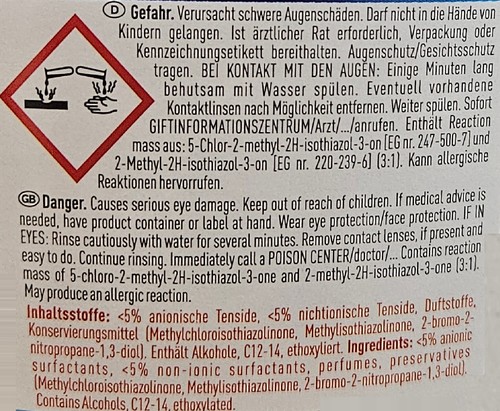 D Gefahr. Verursacht schwere Augenschäden. Darf nicht in die Hände von
Kindern gelangen. Ist ärztlicher Rat erforderlich, Verpackung oder
Kennzeichnungsetikett bereithalten. Augenschutz/Gesichtsschutz
tragen. BEI KONTAKT MIT DEN AUGEN: Einige Minuten lang
behutsam mit Wasser spülen. Eventuell vorhandene
Kontaktlinsen nach Möglichkeit entfernen. Weiter spülen. Sofort
GIFTINFORMATIONSZENTRUM/Arzt/.../anrufen. Enthält Reaction
mass aus: 5-Chlor-2-methyl-2H-isothiazol-3-on [EG nr. 247-500-7] und
2-Methyl-2H-isothiazol-3-on [EG nr. 220-239-6] (3:1). Kann allergische
Reaktionen hervorrufen.
GB Danger. Causes serious eye damage. Keep out of reach of children. If medical advice is
needed, have product container or label at hand. Wear eye protection/face protection. IF IN
EYES: Rinse cautiously with water for several minutes. Remove contact lenses, if present and
easy to do. Continue rinsing. Immediately call a POISON CENTER/doctor/... Contains reaction
mass of 5-chloro-2-methyl-2H-isothiazol-3-one and 2-methyl-2H-isothiazol-3-one (3:1).
May produce an allergic reaction.
Inhaltsstoffe: <5% anionische Tenside, <5% nichtionische Tenside, Duftstoffe,
Konservierungsmittel (Methylchloroisothiazolinone, Methylisothiazolinone, 2-bromo-2-
nitropropane-1,3-diol). Enthält Alkohole, C12-14, ethoxyliert. Ingredients: <5% anionic
surfactants, <5% non-ionic surfactants, perfumes, preservatives
(Methylchloroisothiazolinone, Methylisothiazolinone, 2-bromo-2-nitropropane-1,3-diol).
Contains Alcohols, C12-14, ethoxylated.